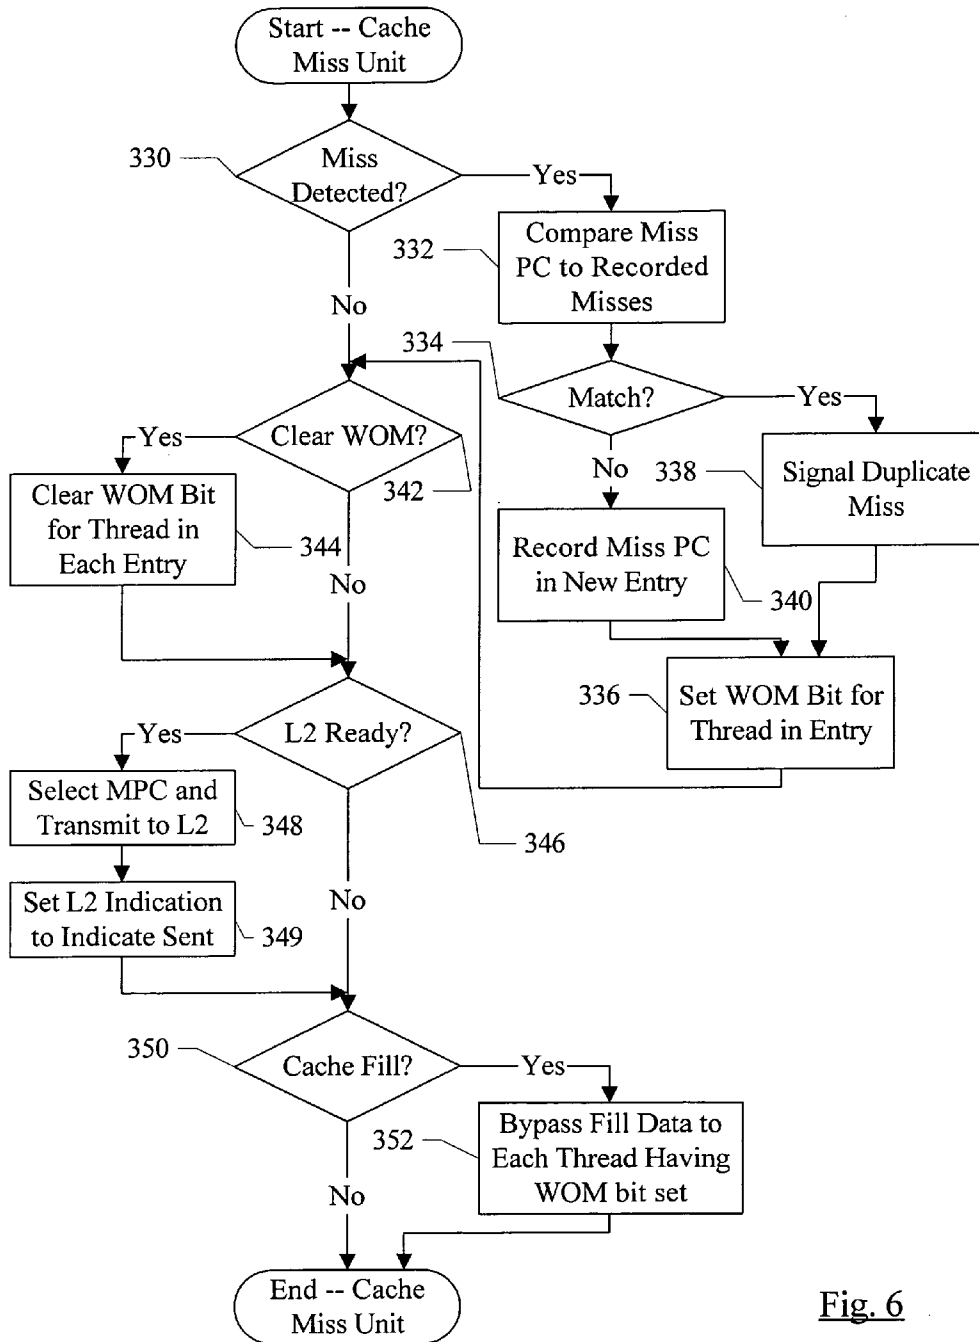 Start -- Cache
Miss Unit
330
Miss
Detected?
Yes
No
332
Compare Miss
PC to Recorded
Misses
334
Match?
Yes
No
338
Signal Duplicate
Miss
Record Miss PC
in New Entry
340
336
Set WOM Bit for
Thread in Entry
Clear WOM?
342
Yes
No
Clear WOM Bit
for Thread in
Each Entry
344
L2 Ready?
346
Yes
No
Select MPC and
Transmit to L2
348
Set L2 Indication
to Indicate Sent
349
350
Cache Fill?
Yes
No
352
Bypass Fill Data to
Each Thread Having
WOM bit set
End -- Cache
Miss Unit
Fig. 6